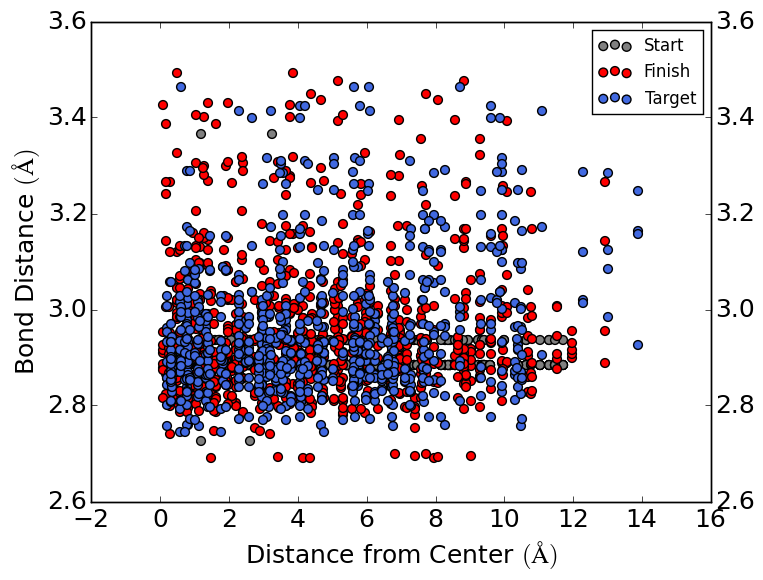 3.6
3.4
3.2
3.0
2.8
2.6
Bond Distance (Å)
Start
Finish
Target
3.6
3.4
3.2
3.0
2.8
2.6
−2 0 2 4 6 8 10 12 14 16
Distance from Center (Å)